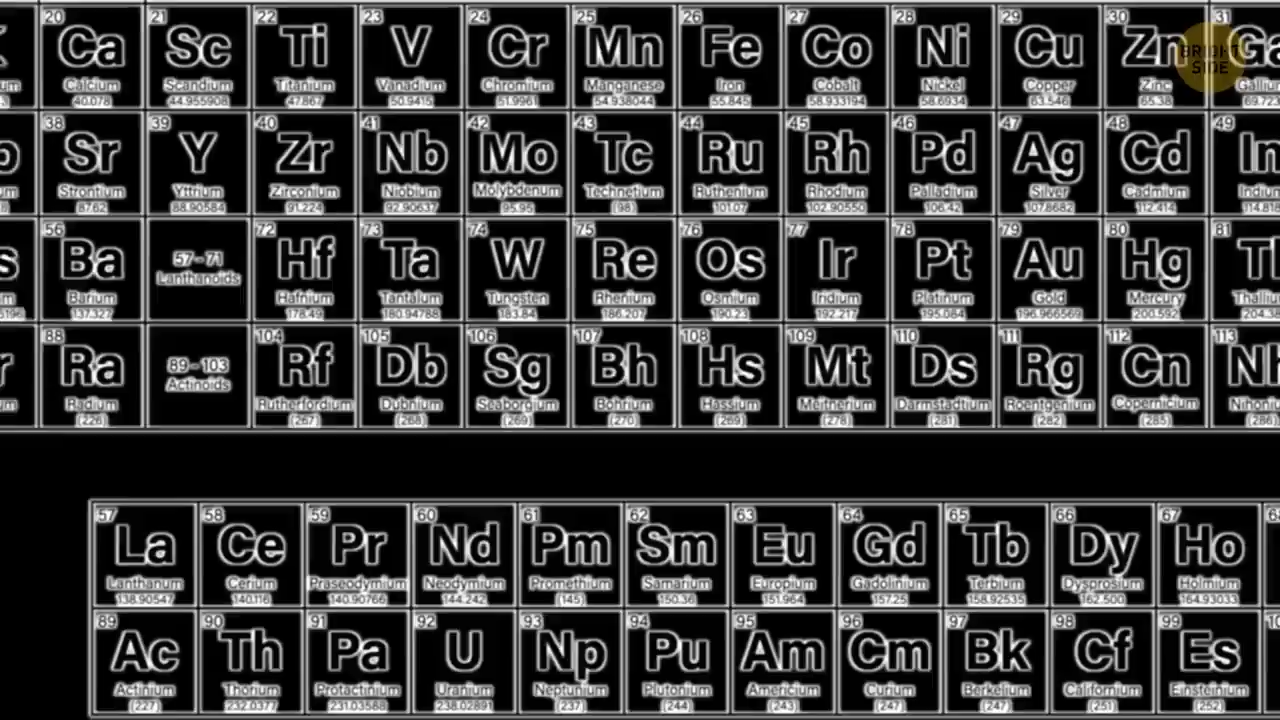 20 21 22 23 24 25 26 27 28 29 30 31
Ca Sc Ti V Cr Mn Fe Co Ni Cu Zn Ga
BRIGHT
SIDE
Calcium Scandium Titanium Vanadium Chromium Manganese Iron Cobalt Nickel Copper Zinc
40.078 44.955908 47.867 50.9415 51.9961 54.938044 55.845 58.933194 58.6934 63.546 65.38 69.723
38 39 40 41 42 43 44 45 46 47 48 49
Sr Y Zr Nb Mo Tc Ru Rh Pd Ag Cd In
Strontium Yttrium Zirconium Niobium Molybdenum Technetium Ruthenium Rhodium Palladium Silver Cadmium
87.62 88.90584 91.224 92.90637 95.95 (98) 101.07 102.90550 106.42 107.8682 112.414 114.818
56 57 - 71 72 73 74 75 76 77 78 79 80 81
Ba Lanthanoids Hf Ta W Re Os Ir Pt Au Hg
Barium Hafnium Tantalum Tungsten Rhenium Osmium Iridium Platinum Gold Mercury
137.327 178.49 180.94788 183.84 186.207 190.23 192.217 195.084 196.966569 200.592
88 89 - 103 104 105 106 107 108 109 110 111 112 113
Ra Actinoids Rf Db Sg Bh Hs Mt Ds Rg Cn Nh
Radium Rutherfordium Dubnium Seaborgium Bohrium Hassium Meitnerium Darmstadtium Roentgenium Copernicium
(226) (267) (268) (269) (270) (269) (278) (281) (282) (285) (286)
57 58 59 60 61 62 63 64 65 66 67
La Ce Pr Nd Pm Sm Eu Gd Tb Dy Ho
Lanthanum Cerium Praseodymium Neodymium Promethium Samarium Europium Gadolinium Terbium Dysprosium Holmium
138.90547 140.116 140.90766 144.242 (145) 150.36 151.964 157.25 158.92535 162.500 164.93033
89 90 91 92 93 94 95 96 97 98 99
Ac Th Pa U Np Pu Am Cm Bk Cf Es
Actinium Thorium Protactinium Uranium Neptunium Plutonium Americium Curium Berkelium Californium Einsteinium
(227) 232.0377 231.03588 238.02891 (237) (244) (243) (247) (247) (251) (252)